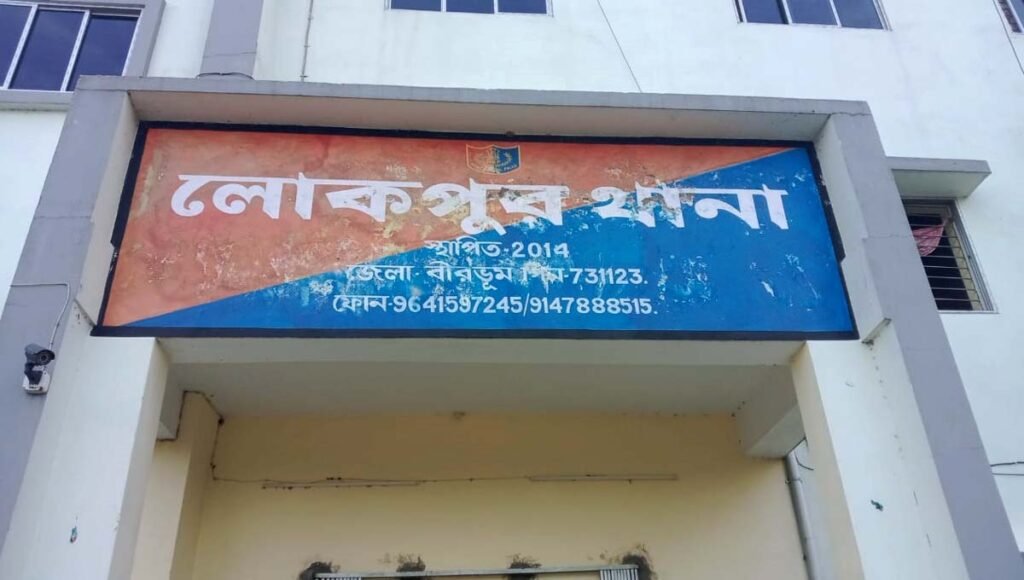 লোকপুর থানা
স্থাপিত-2014
জেলা বীরভূম পিন-731123.
ফোন-9641597245/9147888515.